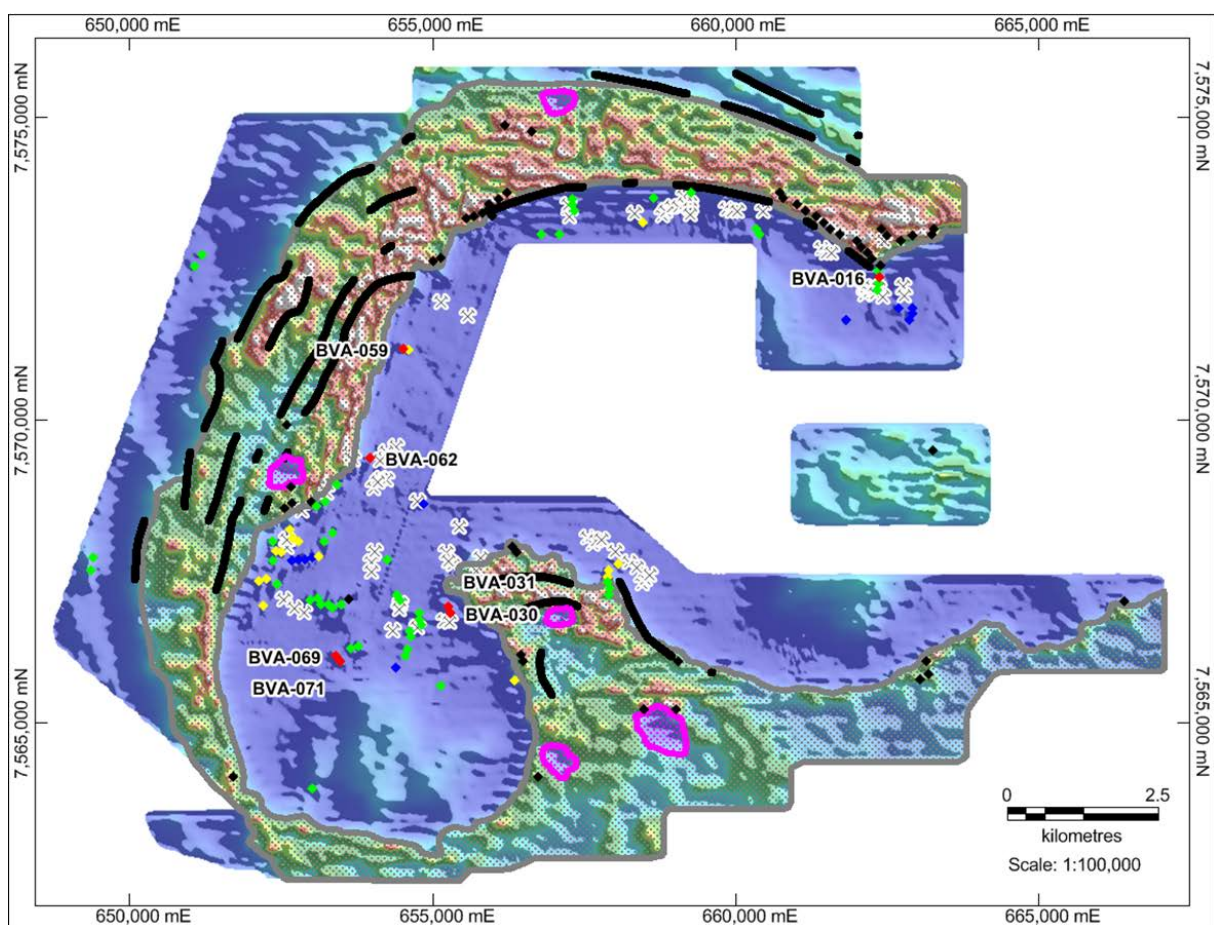 650,000 mE
655,000 mE
660,000 mE
665,000 mE
7,575,000 mN
7,575,000 mN
BVA-016
BVA-059
7,570,000 mN
7,570,000 mN
BVA-062
BVA-031
BVA-030
BVA-069
BVA-071
7,565,000 mN
7,565,000 mN
0
2.5
kilometres
Scale: 1:100,000
650,000 mE
655,000 mE
660,000 mE
665,000 mE